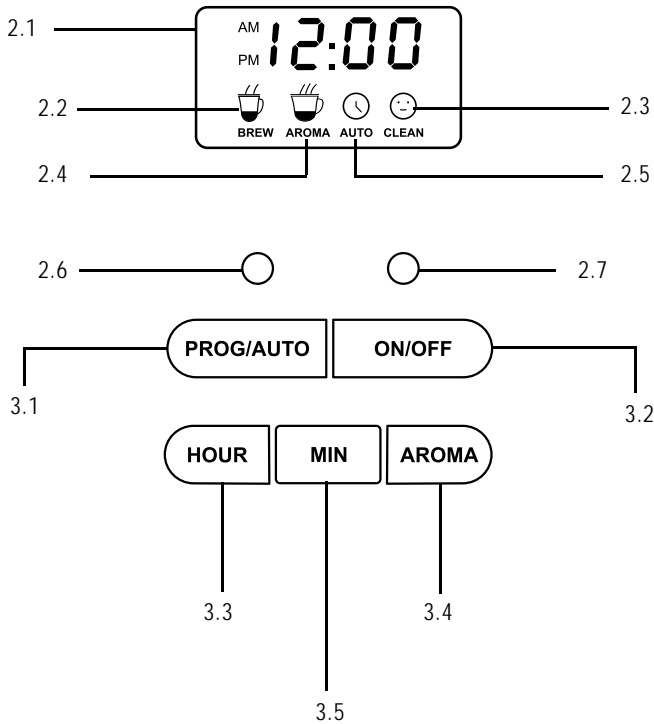 2.1
AM
12:00
PM
2.2
2.3
BREW AROMA AUTO CLEAN
2.4
2.5
2.6
2.7
PROG/AUTO
ON/OFF
3.1
3.2
HOUR
MIN
AROMA
3.3
3.4
3.5